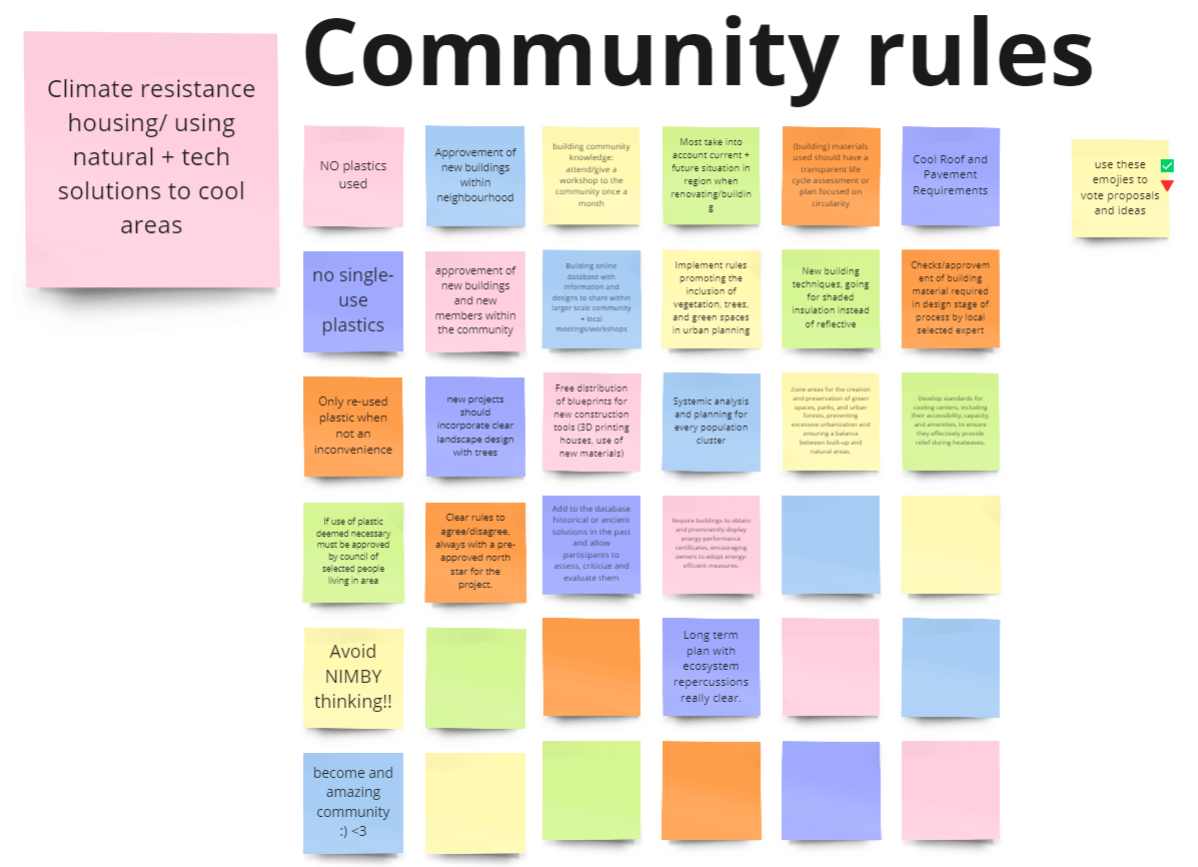 Community rules
Climate resistance
housing/ using
natural + tech
solutions to cool
areas
NO plastics
used
Approvement of
new buildings
within
neighbourhood
building community
knowledge:
attend/give a
workshop to the
community once a
month
Most take into
account current +
future situation in
region when
renovating/buildin
g
(building) materials
used should have a
transparent life
cycle assessment or
plan focused on
circularity
Cool Roof and
Pavement
Requirements
use these
emojies to
vote proposals
and ideas
no single-
use
plastics
approvement of
new buildings
and new
members within
the community
Building online
database with
information and
designs to share within
larger scale community
+ local
meetings/workshops
Implement rules
promoting the
inclusion of
vegetation, trees,
and green spaces
in urban planning
New building
techniques, going
for shaded
insulation instead
of reflective
Checks/approvem
ent of building
material required
in design stage of
process by local
selected expert
Only re-used
plastic when
not an
inconvenience
new projects
should
incorporate clear
landscape design
with trees
Free distribution
of blueprints for
new construction
tools (3D printing
houses, use of
new materials)
Systemic analysis
and planning for
every population
cluster
Zone areas for the creation
and preservation of green
spaces, parks, and urban
forests, preventing
excessive urbanization and
ensuring a balance
between built-up and
natural areas.
Develop standards for
cooling centers, including
their accessibility, capacity,
and amenities, to ensure
they effectively provide
relief during heatwaves.
If use of plastic
deemed necessary
must be approved
by council of
selected people
living in area
Clear rules to
agree/disagree,
always with a pre-
approved north
star for the
project.
Add to the database
historical or ancient
solutions in the past
and allow
participants to
assess, criticize and
evaluate them
Require buildings to obtain
and prominently display
energy performance
certificates, encouraging
owners to adopt energy-
efficient measures.
Avoid
NIMBY
thinking!!
Long term
plan with
ecosystem
repercussions
really clear.
become and
amazing
community
:) <3